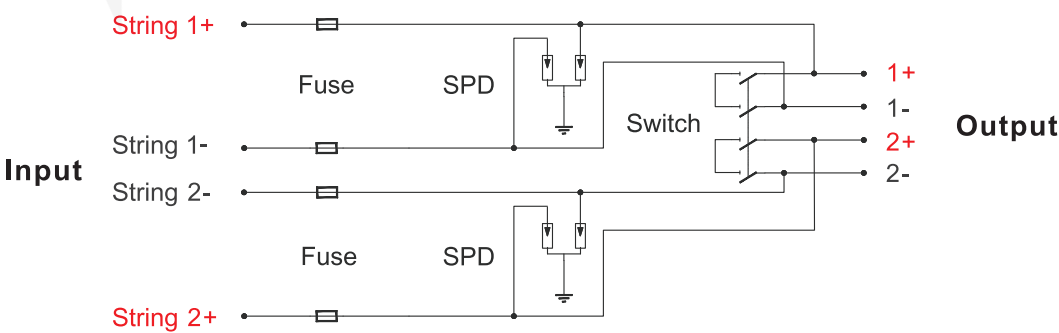 String 1+
Fuse
SPD
String 1-
Input
String 2-
Fuse
SPD
String 2+
Switch
1+
1-
2+
2-
Output